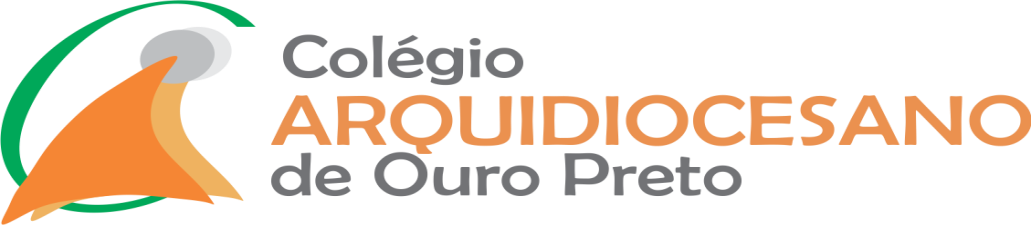 Colégio
ARQUIDIOCESANO
de Ouro Preto